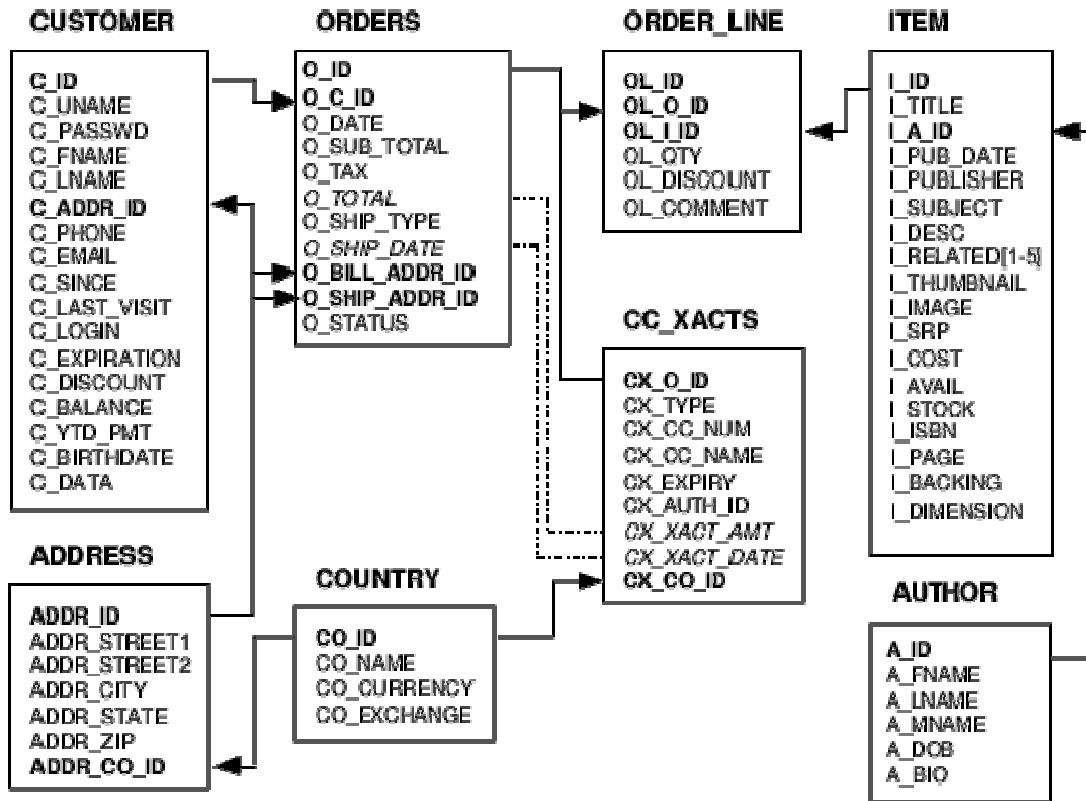 CUSTOMER
C_ID
C_UNAME
C_PASSWD
C_FNAME
C_LNAME
C_ADDR_ID
C_PHONE
C_EMAIL
C_SINCE
C_LAST_VISIT
C_LOGIN
C_EXPIRATION
C_DISCOUNT
C_BALANCE
C_YTD_PMT
C_BIRTHDATE
C_DATA
ORDERS
O_ID
O_C_ID
O_DATE
O_SUB_TOTAL
O_TAX
O_TOTAL
O_SHIP_TYPE
O_SHIP_DATE
O_BILL_ADDR_ID
O_SHIP_ADDR_ID
O_STATUS
ORDER_LINE
OL_ID
OL_O_ID
OL_I_ID
OL_QTY
OL_DISCOUNT
OL_COMMENT
ITEM
I_ID
I_TITLE
I_A_ID
I_PUB_DATE
I_PUBLISHER
I_SUBJECT
I_DESC
I_RELATED[1-5]
I_THUMBNAIL
I_IMAGE
I_SRP
I_COST
I_AVAIL
I_STOCK
I_ISBN
I_PAGE
I_BACKING
I_DIMENSION
CC_XACTS
CX_O_ID
CX_TYPE
CX_CC_NUM
CX_CC_NAME
CX_EXPIRY
CX_AUTH_ID
CX_XACT_AMT
CX_XACT_DATE
CX_CO_ID
ADDRESS
ADDR_ID
ADDR_STREET1
ADDR_STREET2
ADDR_CITY
ADDR_STATE
ADDR_ZIP
ADDR_CO_ID
COUNTRY
CO_ID
CO_NAME
CO_CURRENCY
CO_EXCHANGE
AUTHOR
A_ID
A_FNAME
A_LNAME
A_MNAME
A_DOB
A_BIO